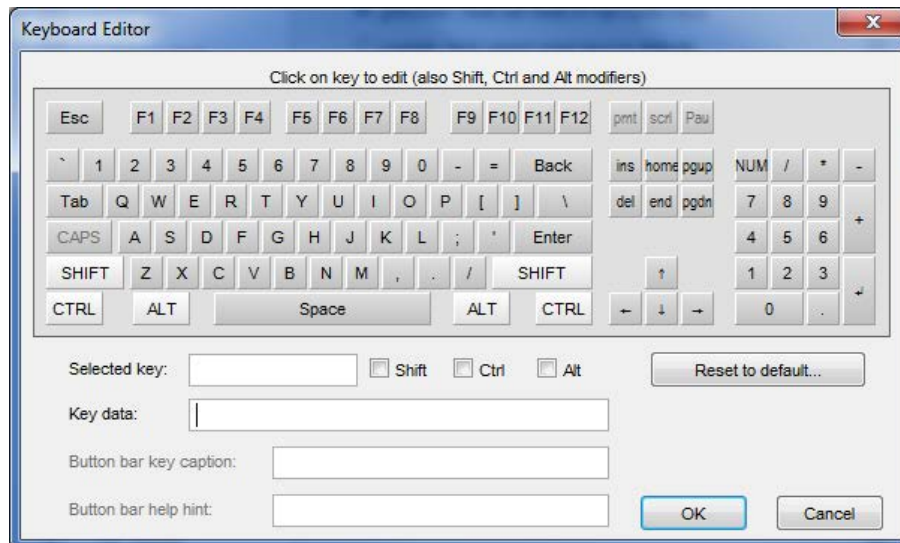 Keyboard Editor X
Click on key to edit (also Shift, Ctrl and Alt modifiers)
Esc F1 F2 F3 F4 F5 F6 F7 F8 F9 F10 F11 F12 prnt scrl Pau
` 1 2 3 4 5 6 7 8 9 0 - = Back ins home pgup NUM / * -
Tab Q W E R T Y U I O P [ ] \ del end pgdn 7 8 9 +
CAPS A S D F G H J K L ; ' Enter 4 5 6
SHIFT Z X C V B N M , . / SHIFT ↑ 1 2 3 ↵
CTRL ALT Space ALT CTRL ← ↓ → 0 .
Selected key: Shift Ctrl Alt Reset to default...
Key data:
Button bar key caption:
Button bar help hint: OK Cancel